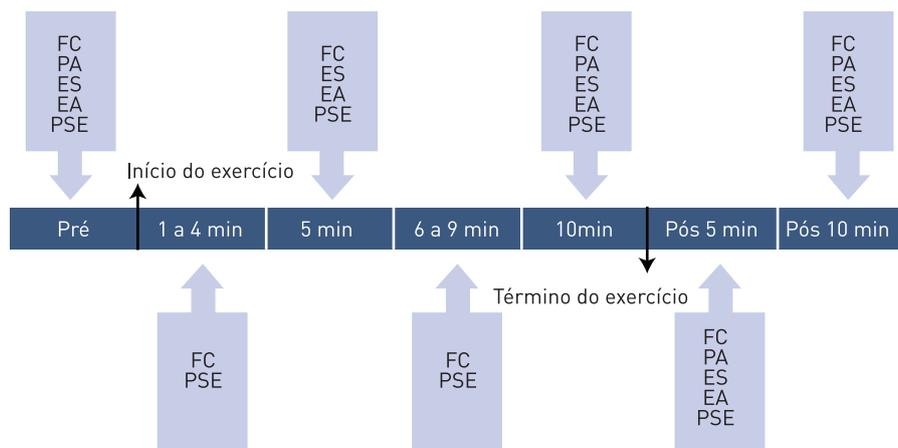 FC
PA
ES
EA
PSE
FC
ES
EA
PSE
FC
PA
ES
EA
PSE
FC
PA
ES
EA
PSE
Início do exercício
Pré
1 a 4 min
5 min
6 a 9 min
10min
Pós 5 min
Pós 10 min
Término do exercício
FC
PSE
FC
PSE
FC
PA
ES
EA
PSE